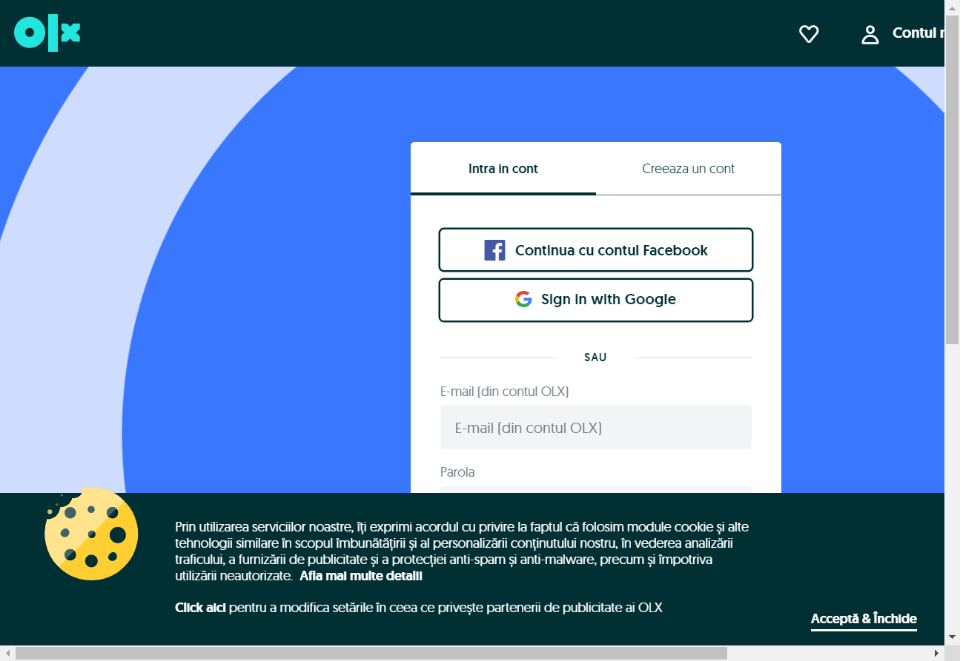 olx
Contul
Intra in cont
Creeaza un cont
Continua cu contul Facebook
Sign in with Google
SAU
E-mail (din contul OLX)
E-mail (din contul OLX)
Parola
Prin utilizarea serviciilor noastre, îți exprimi acordul cu privire la faptul că folosim module cookie și alte
tehnologii similare în scopul îmbunătățirii și al personalizării conținutului nostru, în vederea analizării
traficului, a furnizării de publicitate și a protecției anti-spam și anti-malware, precum și împotriva
utilizării neautorizate. Afla mai multe detalii
Click aici pentru a modifica setările în ceea ce privește partenerii de publicitate ai OLX
Acceptă & Închide